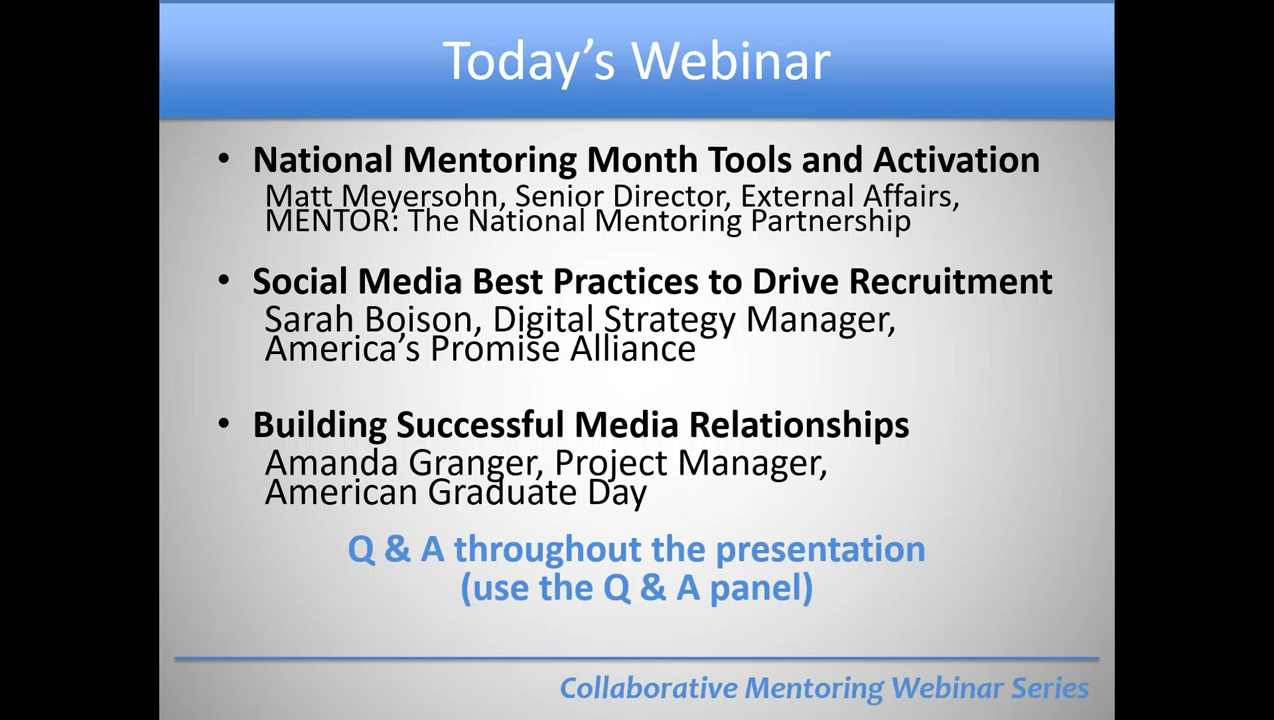 Today’s Webinar
• National Mentoring Month Tools and Activation
Matt Meyersohn, Senior Director, External Affairs,
MENTOR: The National Mentoring Partnership
• Social Media Best Practices to Drive Recruitment
Sarah Boison, Digital Strategy Manager,
America’s Promise Alliance
• Building Successful Media Relationships
Amanda Granger, Project Manager,
American Graduate Day
Q & A throughout the presentation
(use the Q & A panel)
Collaborative Mentoring Webinar Series